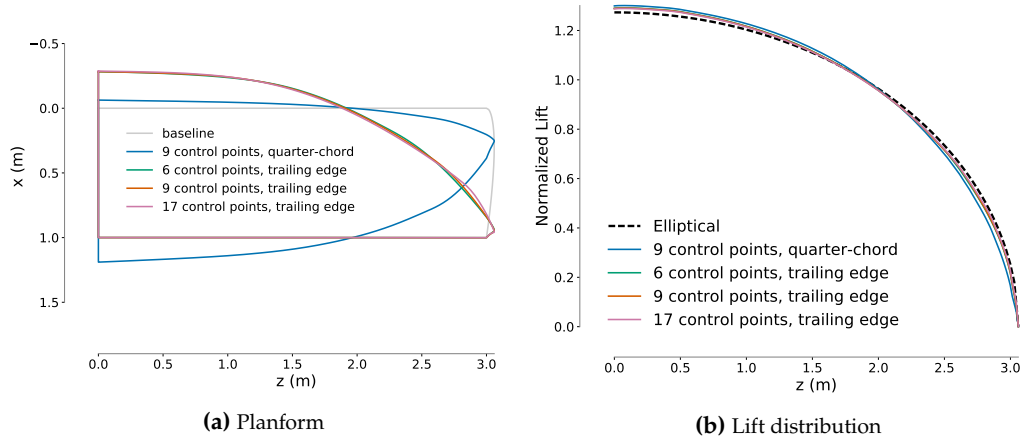 −0.5
0.0
0.5
1.0
1.5
x (m)
baseline
9 control points, quarter-chord
6 control points, trailing edge
9 control points, trailing edge
17 control points, trailing edge
0.0 0.5 1.0 1.5 2.0 2.5 3.0
z (m)
(a) Planform
1.2
1.0
0.8
0.6
0.4
0.2
0.0
Normalized Lift
Elliptical
9 control points, quarter-chord
6 control points, trailing edge
9 control points, trailing edge
17 control points, trailing edge
0.0 0.5 1.0 1.5 2.0 2.5 3.0
z (m)
(b) Lift distribution